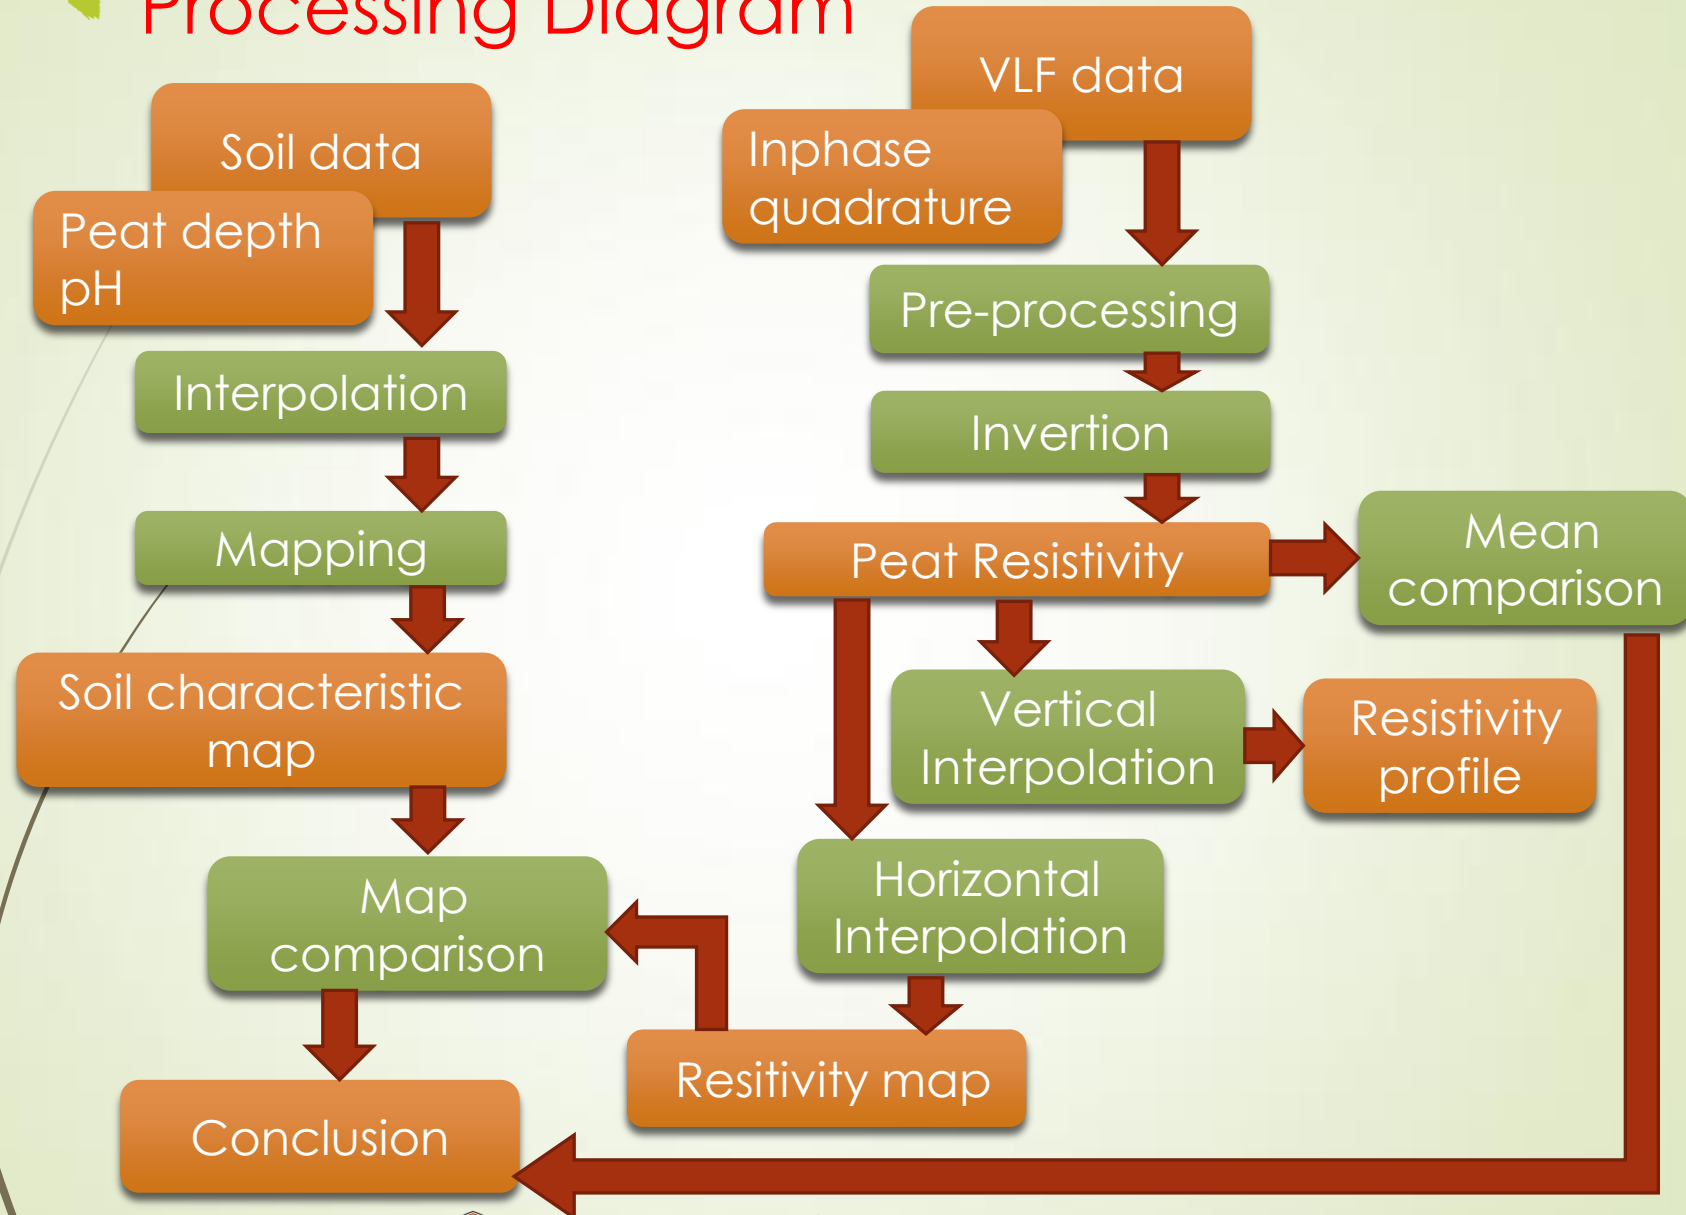 Processing Diagram
Soil data
Peat depth
pH
Interpolation
Mapping
Soil characteristic
map
Map
comparison
Conclusion
VLF data
Inphase
quadrature
Pre-processing
Invertion
Peat Resistivity
Mean
comparison
Vertical
Interpolation
Resistivity
profile
Horizontal
Interpolation
Resitivity map